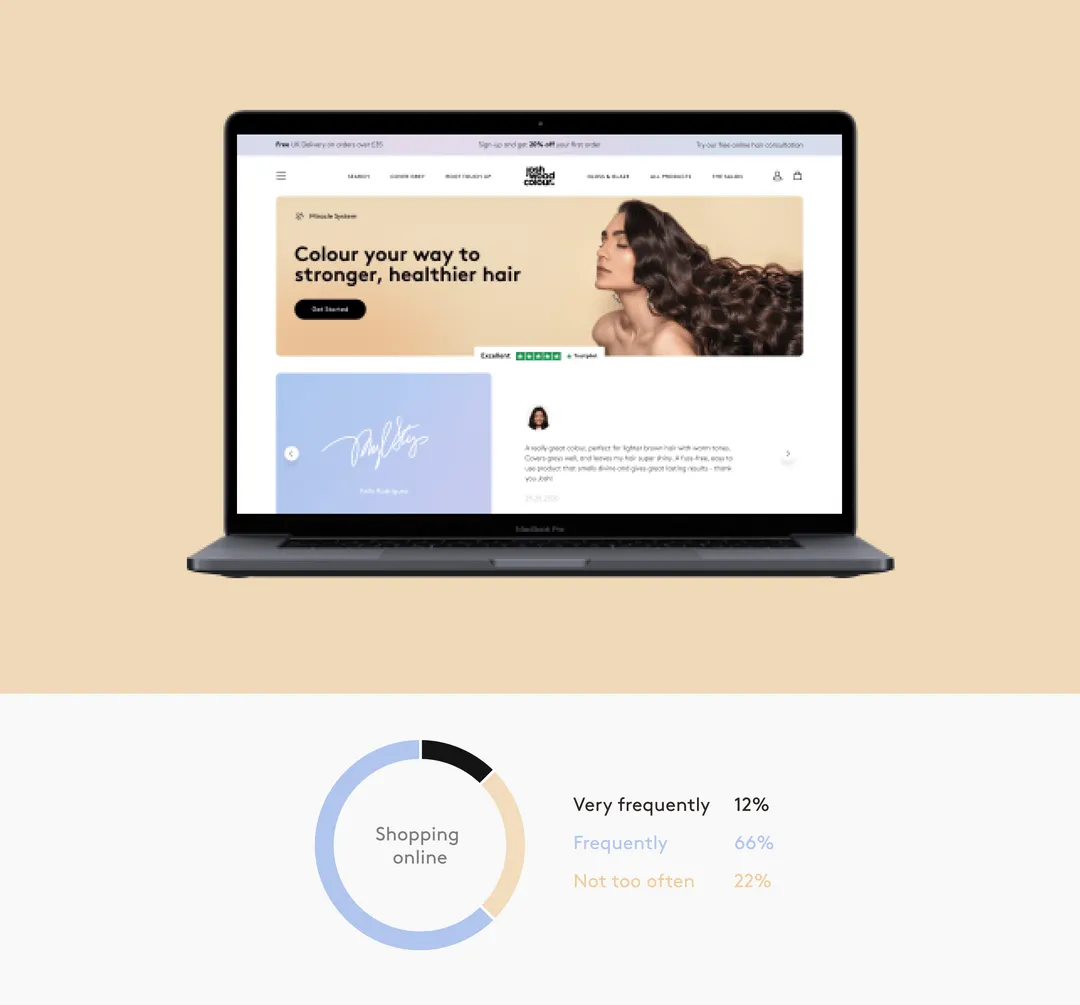 Free UK Delivery on orders over £35
Sign-up and get 20% off your first order
Try our free online hair consultation
SEARCH
COVER GREY
ROOT TOUCH UP
josh
wood
colour.
GLOSS & GLAZE
ALL PRODUCTS
THE SALONS
Miracle System
Colour your way to
stronger, healthier hair
Get Started
Excellent
Trustpilot
A really great colour, perfect for lighter brown hair with warm tones.
Covers greys well, and leaves my hair super shiny. A fuss-free, easy to
use product that smells divine and gives great lasting results - thank
you Josh!
MacBook Pro
Shopping
online
Very frequently 12%
Frequently 66%
Not too often 22%